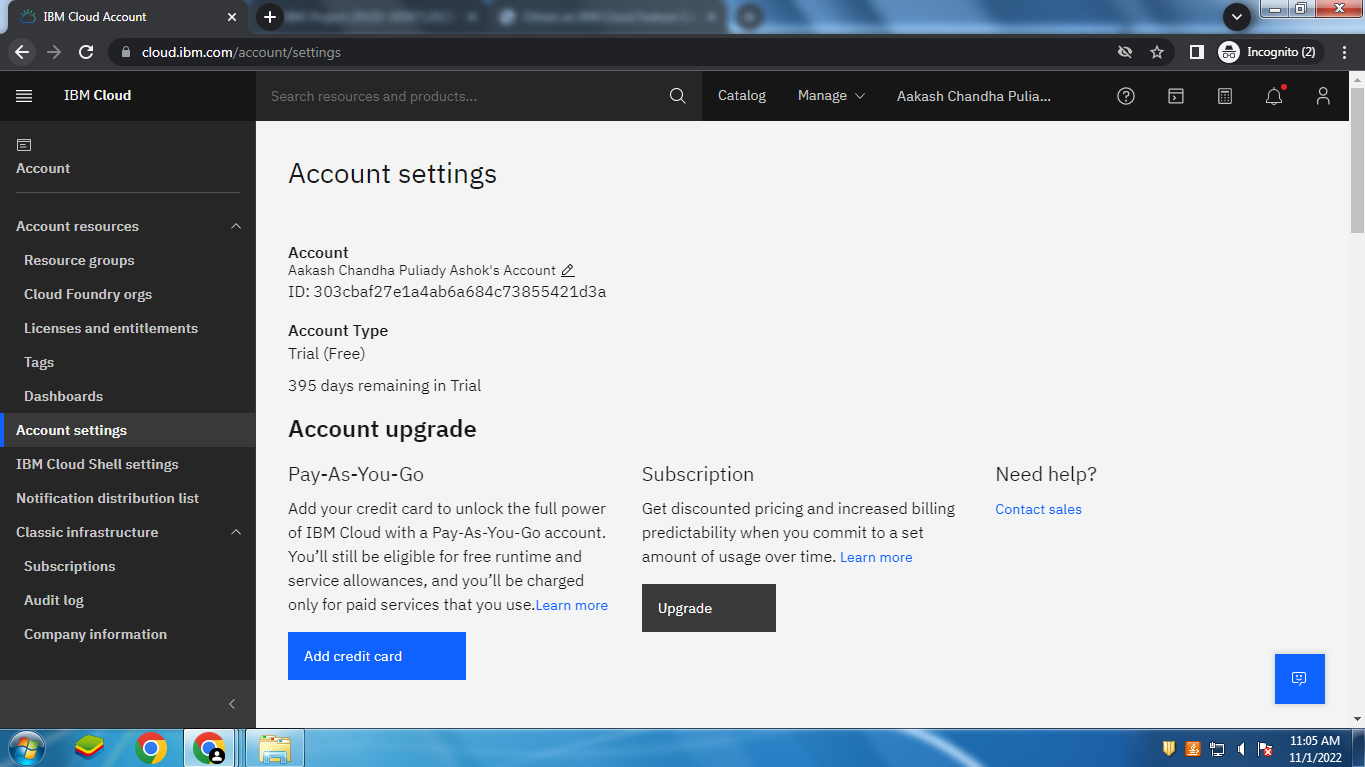 IBM Cloud Account
cloud.ibm.com/account/settings
Incognito (2)
IBM Cloud
Search resources and products...
Catalog
Manage
Aakash Chandha Pulia...
Account
Account resources
Resource groups
Cloud Foundry orgs
Licenses and entitlements
Tags
Dashboards
Account settings
IBM Cloud Shell settings
Notification distribution list
Classic infrastructure
Subscriptions
Audit log
Company information
Account settings
Account
Aakash Chandha Puliady Ashok's Account
ID: 303cbaf27e1a4ab6a684c73855421d3a
Account Type
Trial (Free)
395 days remaining in Trial
Account upgrade
Pay-As-You-Go
Add your credit card to unlock the full power
of IBM Cloud with a Pay-As-You-Go account.
You’ll still be eligible for free runtime and
service allowances, and you’ll be charged
only for paid services that you use.Learn more
Add credit card
Subscription
Get discounted pricing and increased billing
predictability when you commit to a set
amount of usage over time. Learn more
Upgrade
Need help?
Contact sales
11:05 AM
11/1/2022